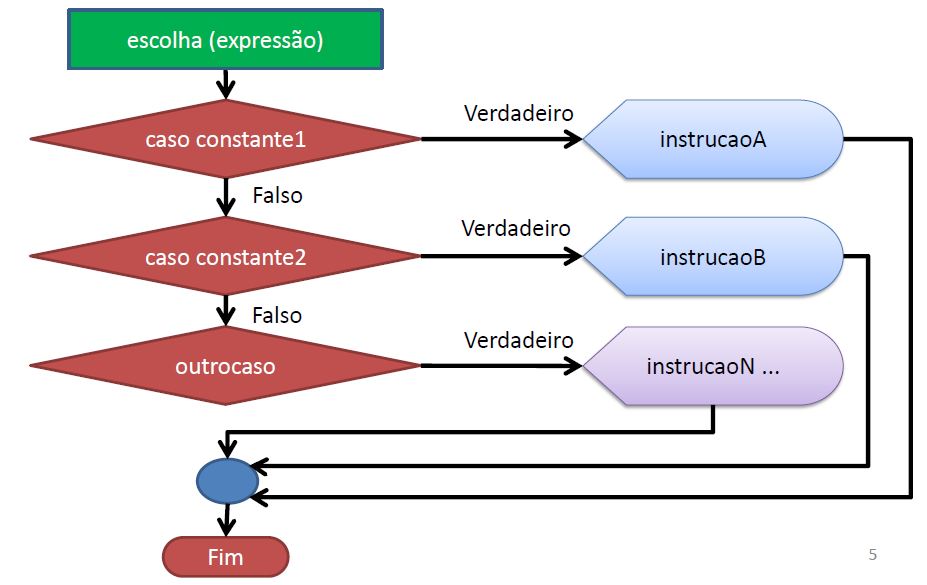 escolha (expressão)
Verdadeiro
caso constante1
instrucaoA
Falso
Verdadeiro
caso constante2
instrucaoB
Falso
Verdadeiro
outrocaso
instrucaoN ...
Fim
5